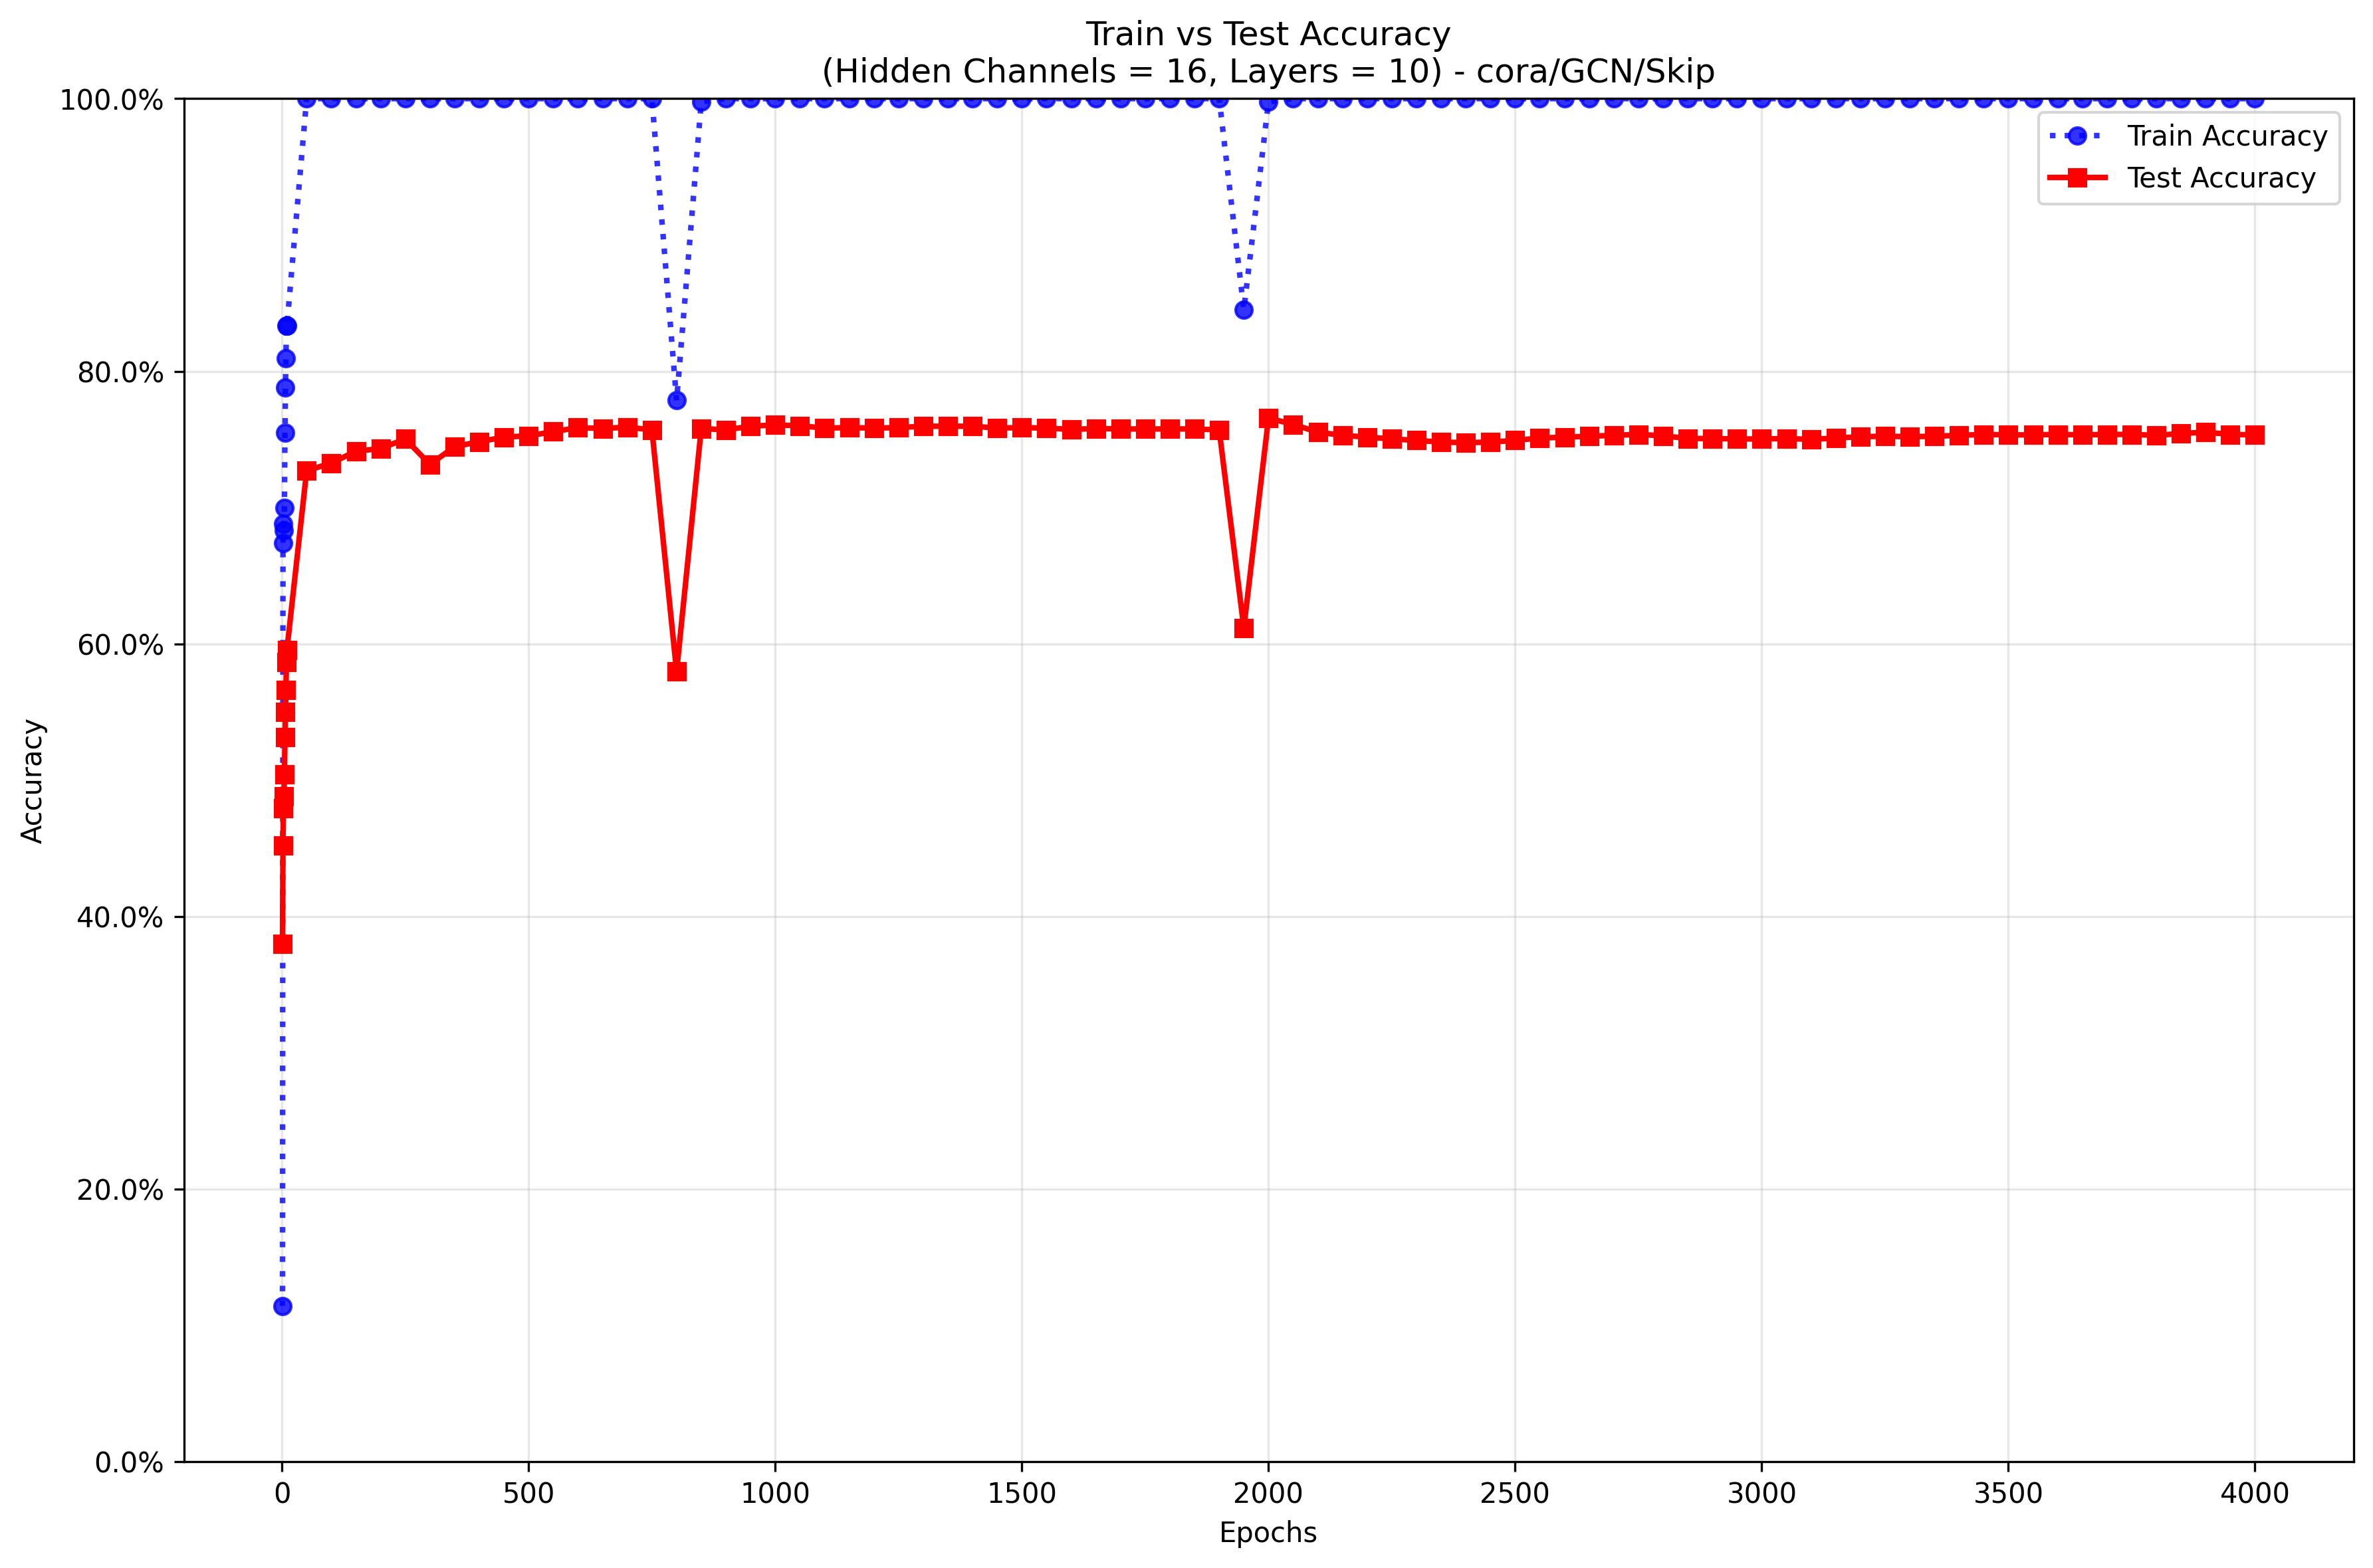 Train vs Test Accuracy
(Hidden Channels = 16, Layers = 10) - cora/GCN/Skip
100.0%
80.0%
60.0%
40.0%
20.0%
0.0%
Accuracy
Train Accuracy
Test Accuracy
0
500
1000
1500
2000
2500
3000
3500
4000
Epochs